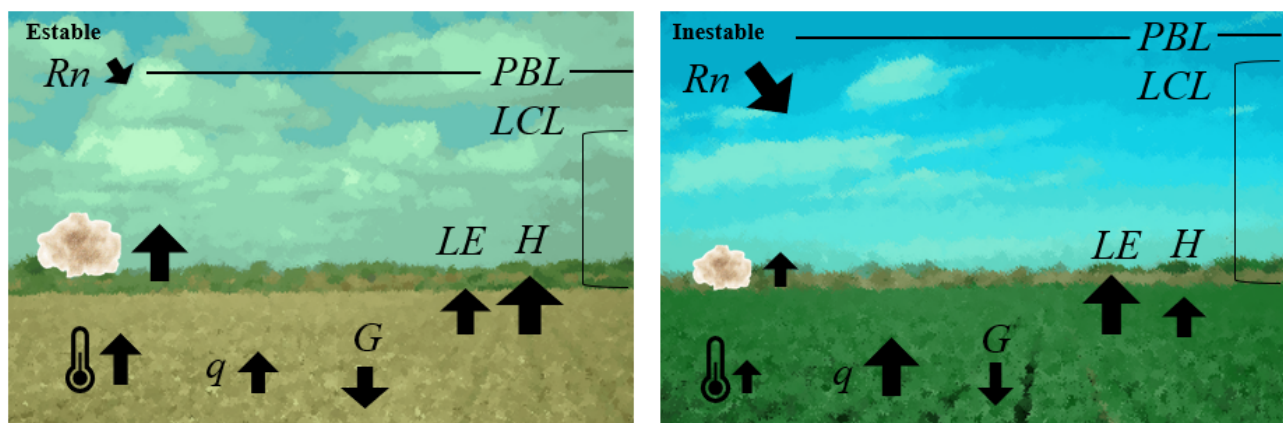 Estable
Rn
PBL
LCL
LE H
G
q
Inestable
PBL
Rn
LCL
LE H
G
q